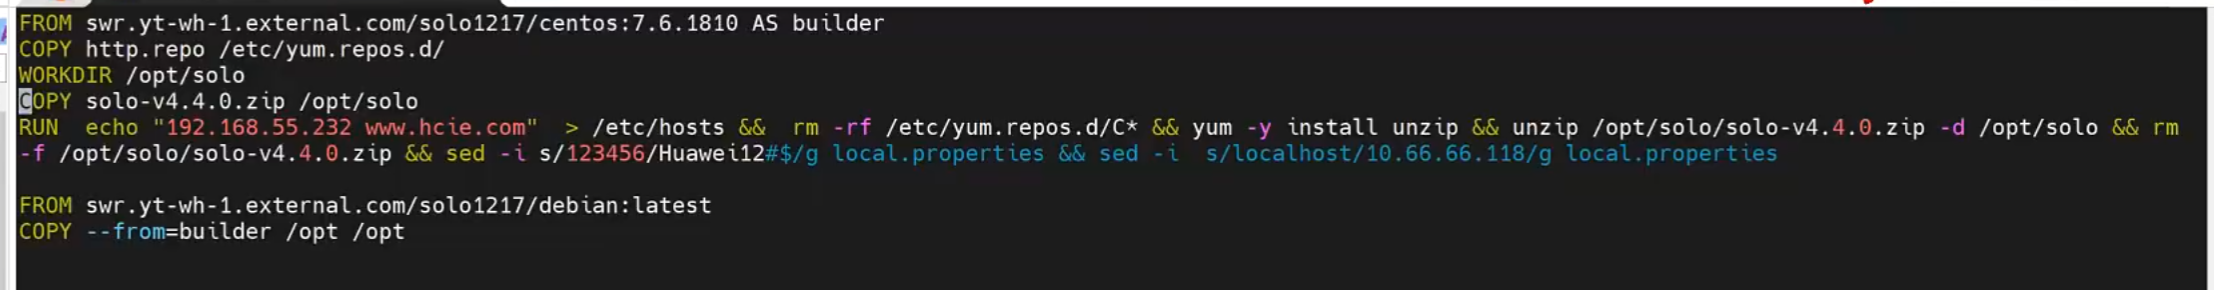 FROM swr.yt-wh-1.external.com/solo1217/centos:7.6.1810 AS builder
COPY http.repo /etc/yum.repos.d/
WORKDIR /opt/solo
COPY solo-v4.4.0.zip /opt/solo
RUN  echo "192.168.55.232 www.hcie.com"  > /etc/hosts &&  rm -rf /etc/yum.repos.d/C* && yum -y install unzip && unzip /opt/solo/solo-v4.4.0.zip -d /opt/solo && rm
-f /opt/solo/solo-v4.4.0.zip && sed -i s/123456/Huawei12#$/g local.properties && sed -i  s/localhost/10.66.66.118/g local.properties
FROM swr.yt-wh-1.external.com/solo1217/debian:latest
COPY --from=builder /opt /opt